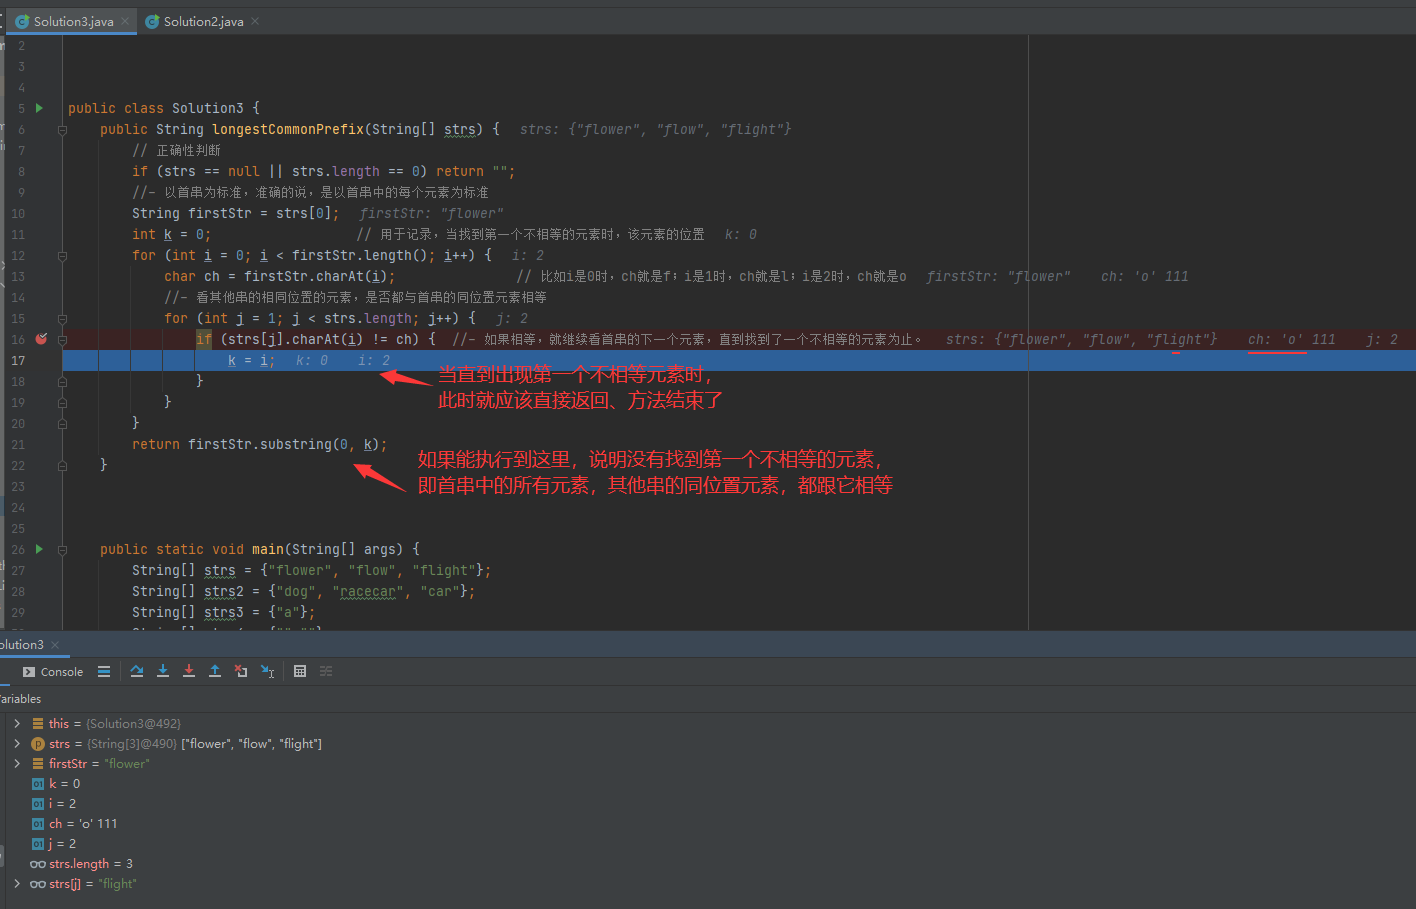 Solution3.java × Solution2.java ×
2
3
4
5 public class Solution3 {
6 public String longestCommonPrefix(String[] strs) { strs: {"flower", "flow", "flight"}
7 // 正确性判断
8 if (strs == null || strs.length == 0) return "";
9 //- 以首串为标准，准确的说，是以首串中的每个元素为标准
10 String firstStr = strs[0]; firstStr: "flower"
11 int k = 0; // 用于记录，当找到第一个不相等的元素时，该元素的位置 k: 0
12 for (int i = 0; i < firstStr.length(); i++) { i: 2
13 char ch = firstStr.charAt(i); // 比如i是0时，ch就是f；i是1时，ch就是l；i是2时，ch就是o firstStr: "flower" ch: 'o' 111
14 //- 看其他串的相同位置的元素，是否都与首串的同位置元素相等
15 for (int j = 1; j < strs.length; j++) { j: 2
16 if (strs[j].charAt(i) != ch) { //- 如果相等，就继续看首串的下一个元素，直到找到了一个不相等的元素为止。 strs: {"flower", "flow", "flight"} ch: 'o' 111 j: 2
17 k = i; k: 0 i: 2
当直到出现第一个不相等元素时，
18 }
此时就应该直接返回、方法结束了
19 }
20 }
21 return firstStr.substring(0, k);
如果能执行到这里，说明没有找到第一个不相等的元素，
22 }
即首串中的所有元素，其他串的同位置元素，都跟它相等
23
24
25
26 public static void main(String[] args) {
27 String[] strs = {"flower", "flow", "flight"};
28 String[] strs2 = {"dog", "racecar", "car"};
29 String[] strs3 = {"a"};
olution3 ×
Console
ariables
this = {Solution3@492}
strs = {String[3]@490} ["flower", "flow", "flight"]
firstStr = "flower"
k = 0
i = 2
ch = 'o' 111
j = 2
strs.length = 3
strs[j] = "flight"